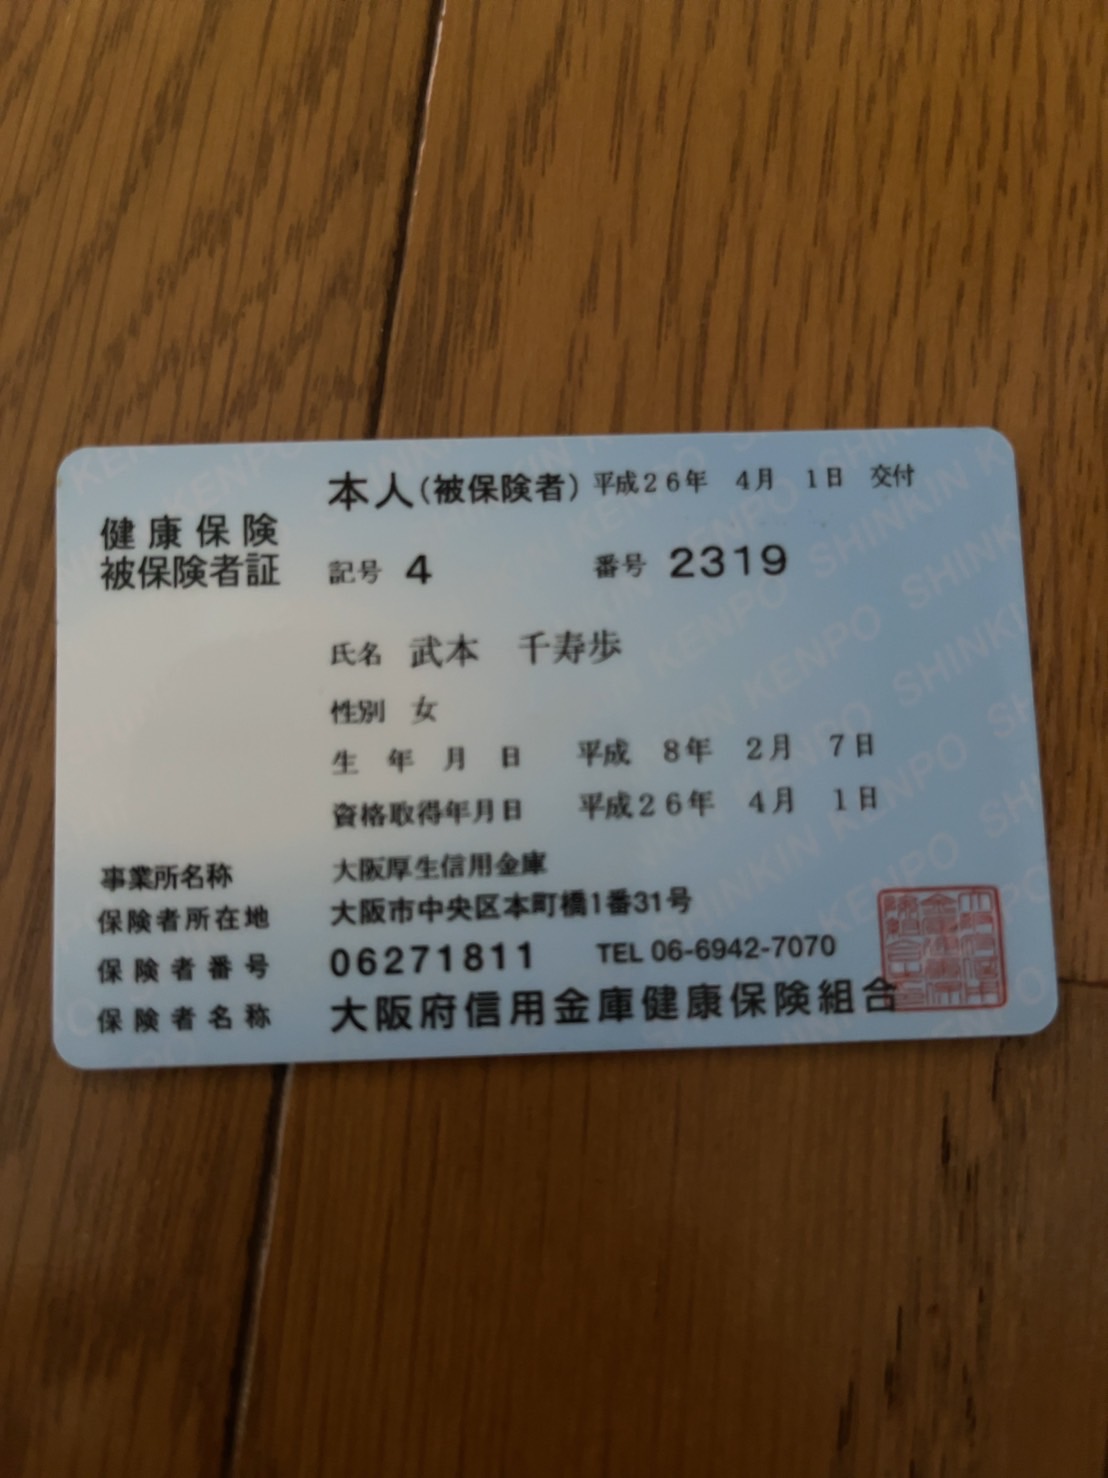 本人(被保険者) 平成26年 4月 1日 交付
健康保険
被保険者証
記号 4 番号 2319
氏名 武本 千寿歩
性別 女
生年月日 平成 8年 2月 7日
資格取得年月日 平成26年 4月 1日
事業所名称 大阪厚生信用金庫
保険者所在地 大阪市中央区本町橋1番31号
保険者番号 06271811 TEL 06-6942-7070
保険者名称 大阪府信用金庫健康保険組合
SHINKIN KENPO